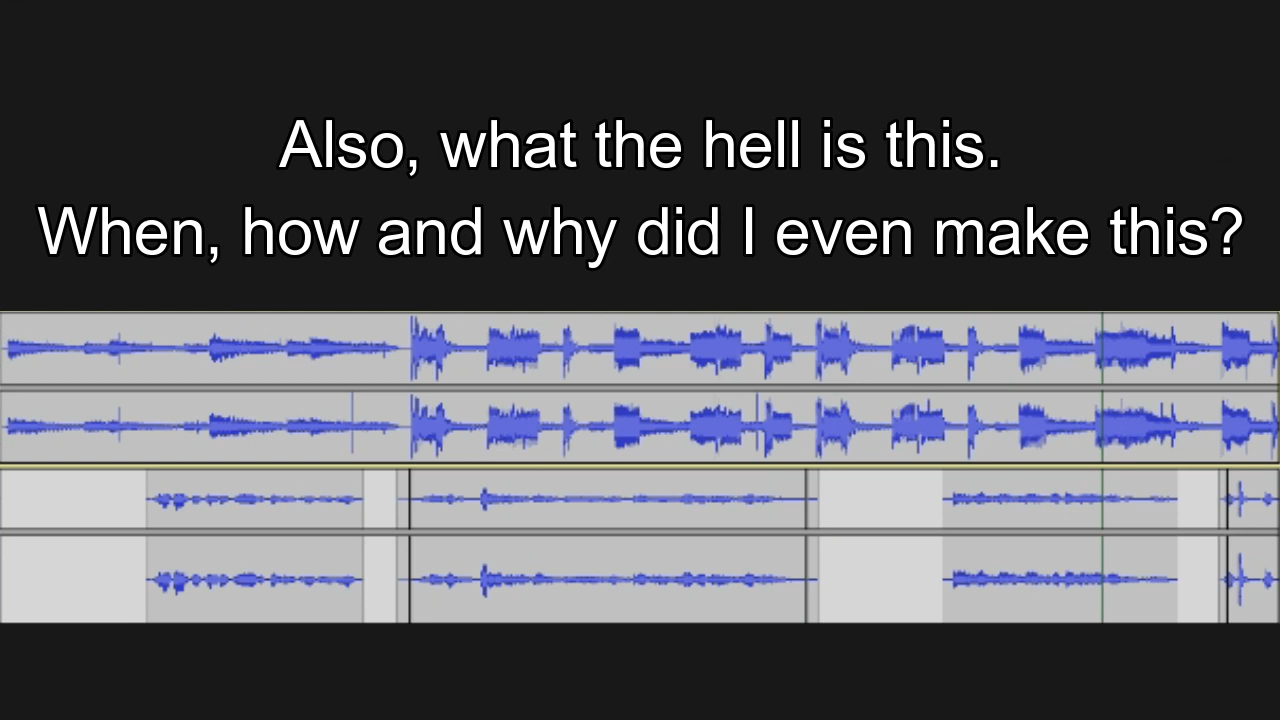 Also, what the hell is this.
When, how and why did I even make this?